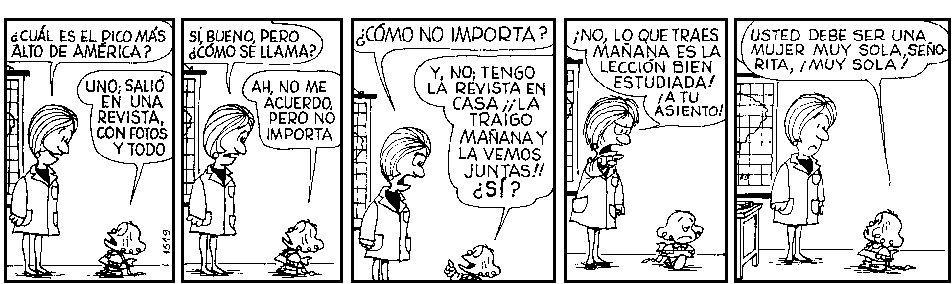 ¿CUÁL ES EL PICO MÁS
ALTO DE AMÉRICA?
UNO; SALIÓ
EN UNA
REVISTA,
CON FOTOS
Y TODO
1519
SÍ, BUENO, PERO
¿CÓMO SE LLAMA?
AH, NO ME
ACUERDO,
PERO NO
IMPORTA
¿CÓMO NO IMPORTA?
Y, NO; TENGO
LA REVISTA EN
CASA ¡¡LA
TRAIGO
MAÑANA Y
LA VEMOS
JUNTAS!!
¿SÍ?
¡NO, LO QUE TRAES
MAÑANA ES LA
LECCIÓN BIEN
ESTUDIADA!
¡A TU
ASIENTO!
USTED DEBE SER UNA
MUJER MUY SOLA, SEÑO
RITA, ¡MUY SOLA!